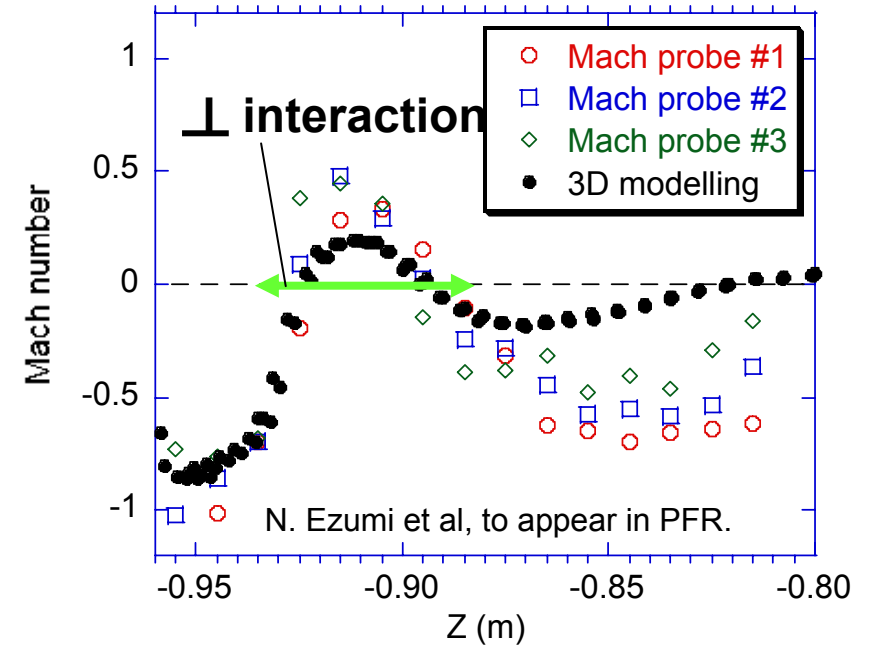 Mach probe #1
Mach probe #2
Mach probe #3
3D modelling
⊥ interaction
1
0.5
0
-0.5
-1
Mach number
N. Ezumi et al, to appear in PFR.
-0.95
-0.90
-0.85
-0.80
Z (m)